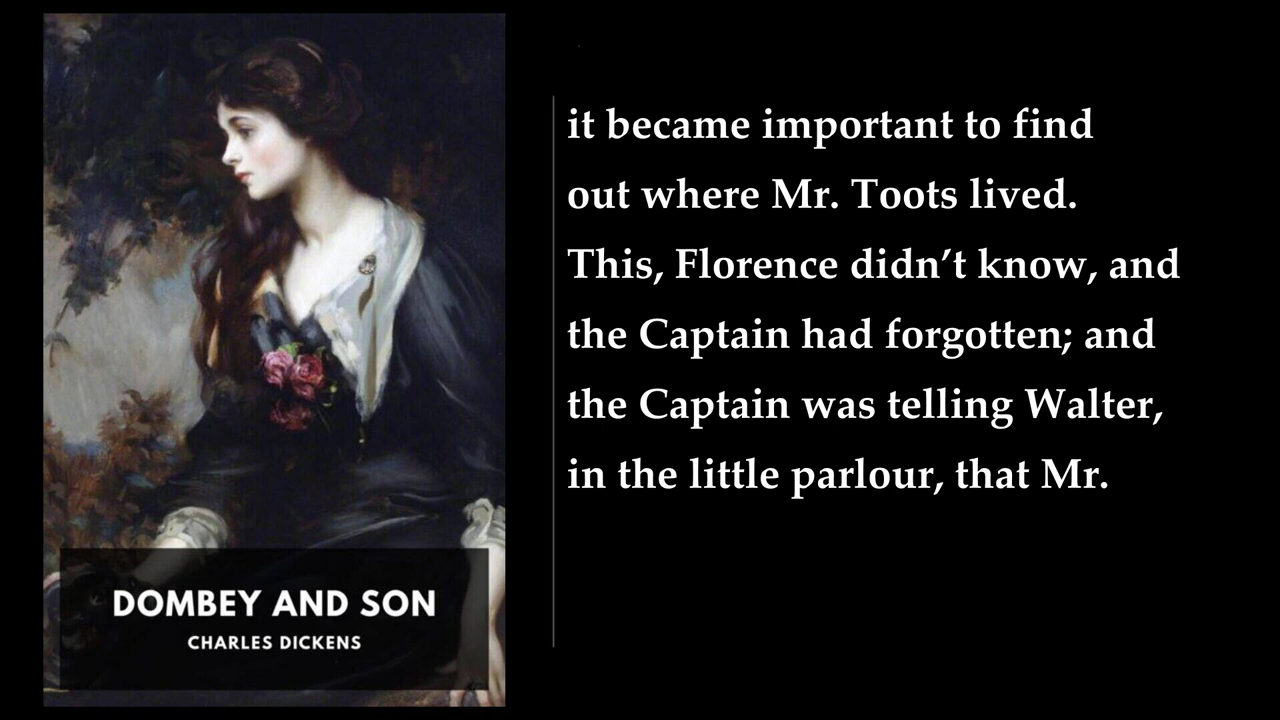 DOMBEY AND SON
CHARLES DICKENS
it became important to find
out where Mr. Toots lived.
This, Florence didn’t know, and
the Captain had forgotten; and
the Captain was telling Walter,
in the little parlour, that Mr.